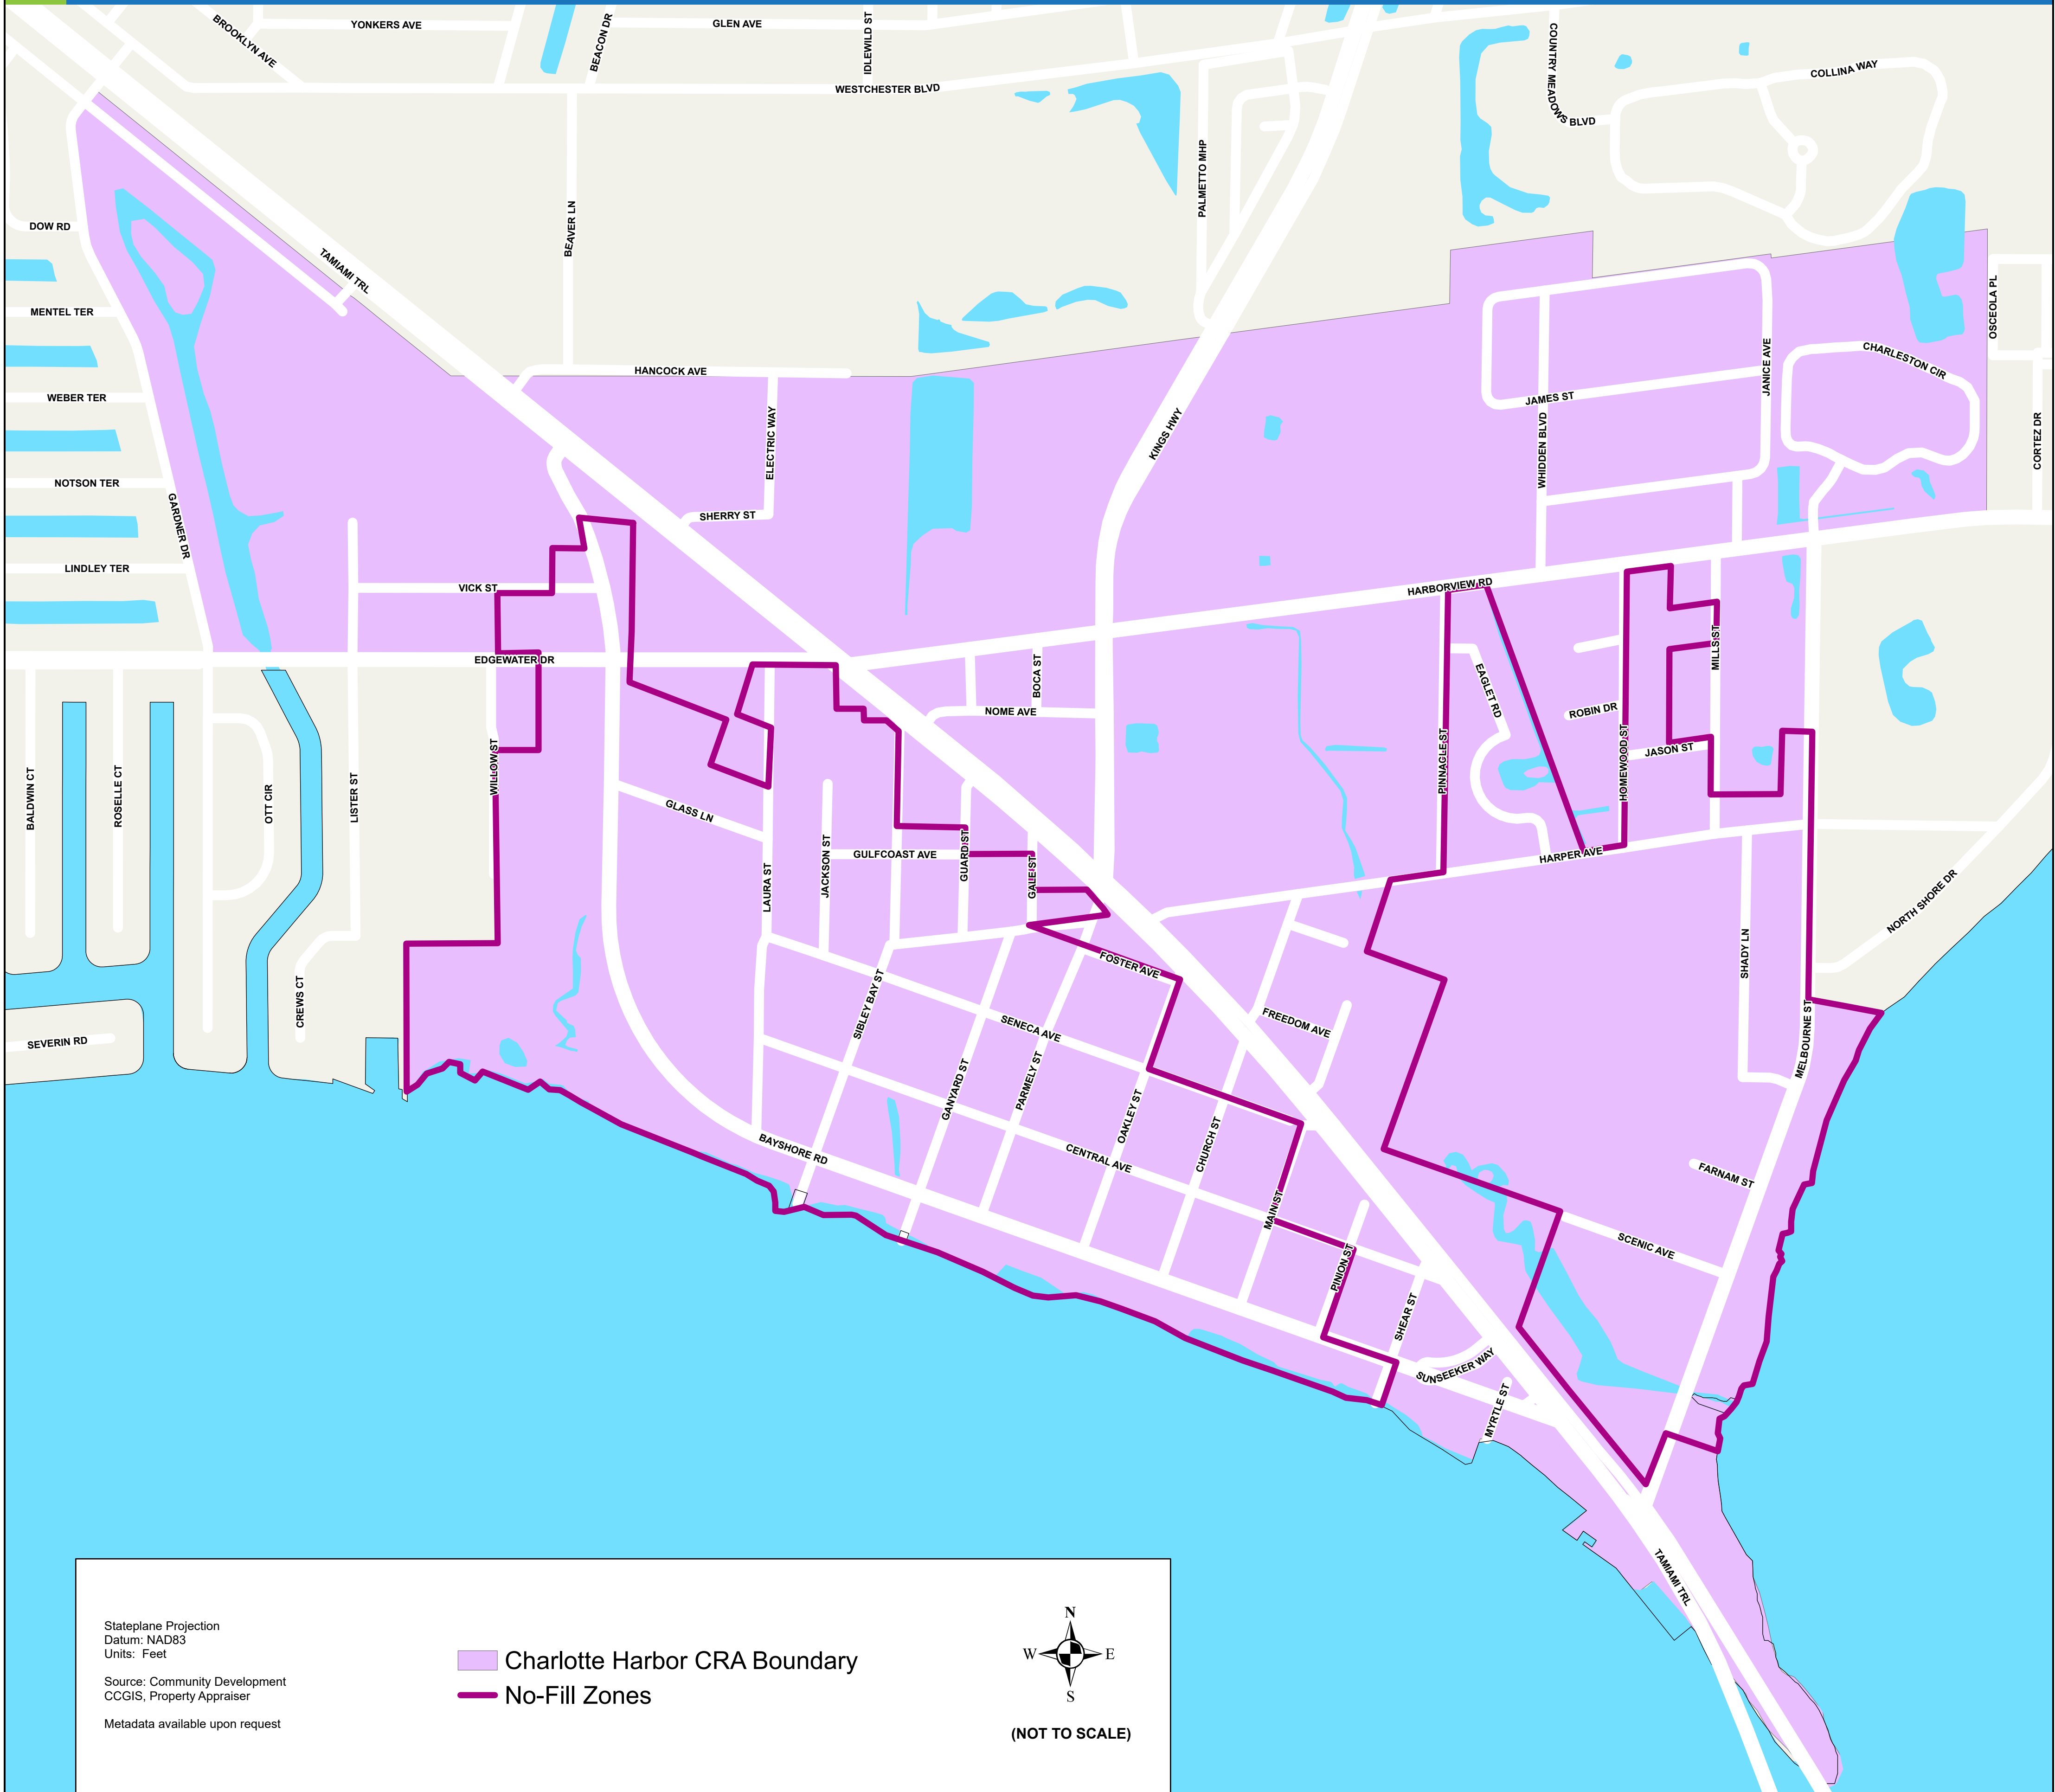 BROOKLYN AVE
YONKERS AVE
BEACON DR
GLEN AVE
IDLEWILD ST
WESTCHESTER BLVD
COUNTRY MEADOWS BLVD
COLLINA WAY
PALMETTO MHP
DOW RD
BEAVER LN
TAMIAMI TRL
MENTEL TER
OSCEOLA PL
HANCOCK AVE
JANICE AVE
CHARLESTON CIR
WEBER TER
JAMES ST
ELECTRIC WAY
KINGS HWY
WHIDDEN BLVD
CORTEZ DR
NOTSON TER
GARDNER DR
SHERRY ST
LINDLEY TER
VICK ST
HARBORVIEW RD
EDGEWATER DR
BOCA ST
MILLS ST
EAGLET RD
NOME AVE
ROBIN DR
JASON ST
PINNACLE ST
HOMEWOOD ST
WILLOW ST
BALDWIN CT
ROSELLE CT
OTT CIR
LISTER ST
GLASS LN
LAURA ST
JACKSON ST
GULFCOAST AVE
GUARD ST
GALE ST
HARPER AVE
NORTH SHORE DR
SHADY LN
FOSTER AVE
CREWS CT
SIBLEY BAY ST
SENECA AVE
FREEDOM AVE
SEVERIN RD
MELBOURNE ST
GANYARD ST
PARMELY ST
OAKLEY ST
CHURCH ST
BAYSHORE RD
CENTRAL AVE
FARNAM ST
MAIN ST
SCENIC AVE
PINION ST
SHEAR ST
SUNSEEKER WAY
MYRTLE ST
TAMIAMI TRL
Stateplane Projection
Datum: NAD83
Units: Feet
Source: Community Development
CCGIS, Property Appraiser
Metadata available upon request
Charlotte Harbor CRA Boundary
No-Fill Zones
N
W
E
S
(NOT TO SCALE)